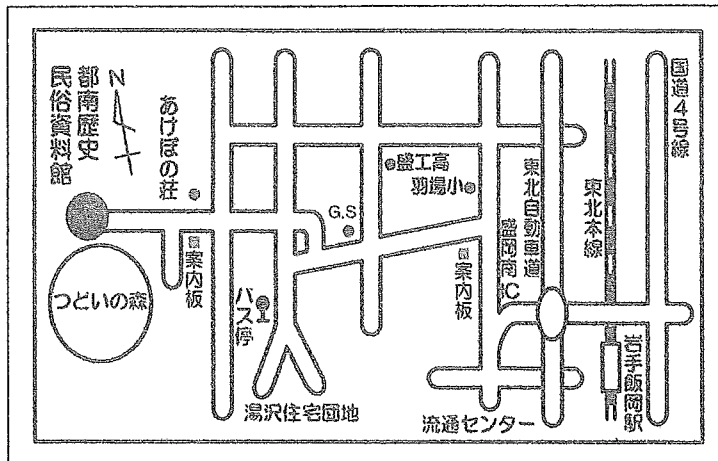 都南歴史
民俗資料館
N
あけぼの荘
案内板
つどいの森
バス停
G.S
盛工高
羽場小
案内板
東北自動車道
盛岡南IC
東北本線
国道4号線
岩手飯岡駅
湯沢住宅団地
流通センター